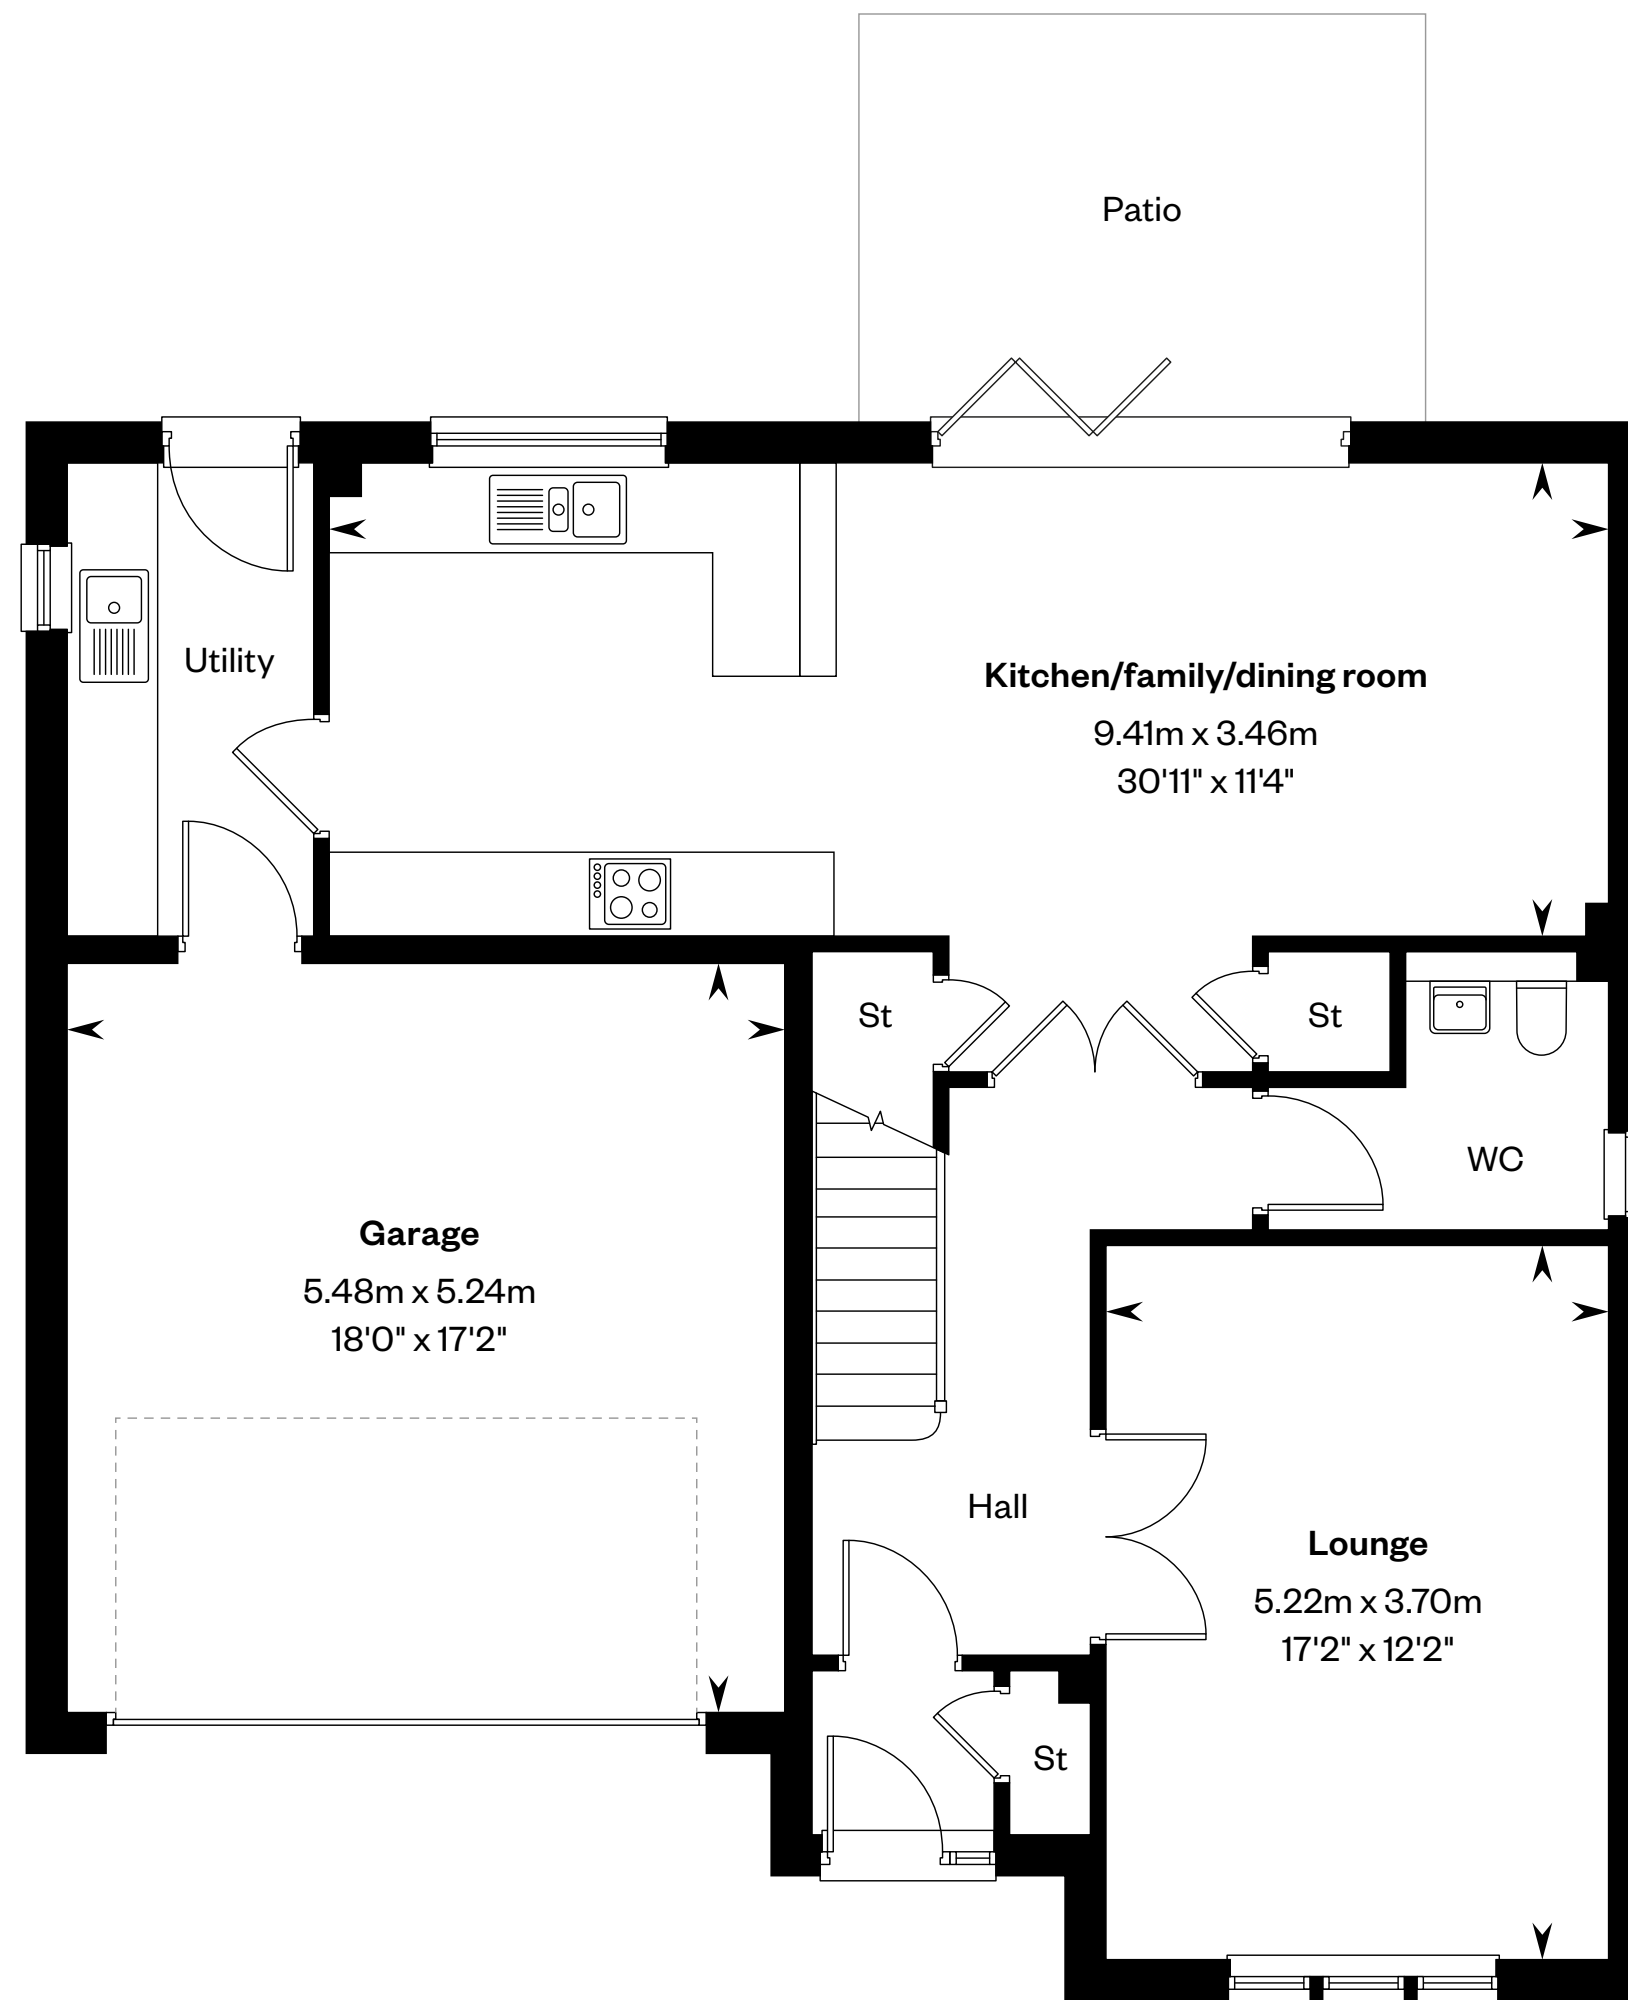 Patio
Utility
Kitchen/family/dining room
9.41m x 3.46m
30'11" x 11'4"
St
St
WC
Garage
5.48m x 5.24m
18'0" x 17'2"
Hall
Lounge
5.22m x 3.70m
17'2" x 12'2"
St